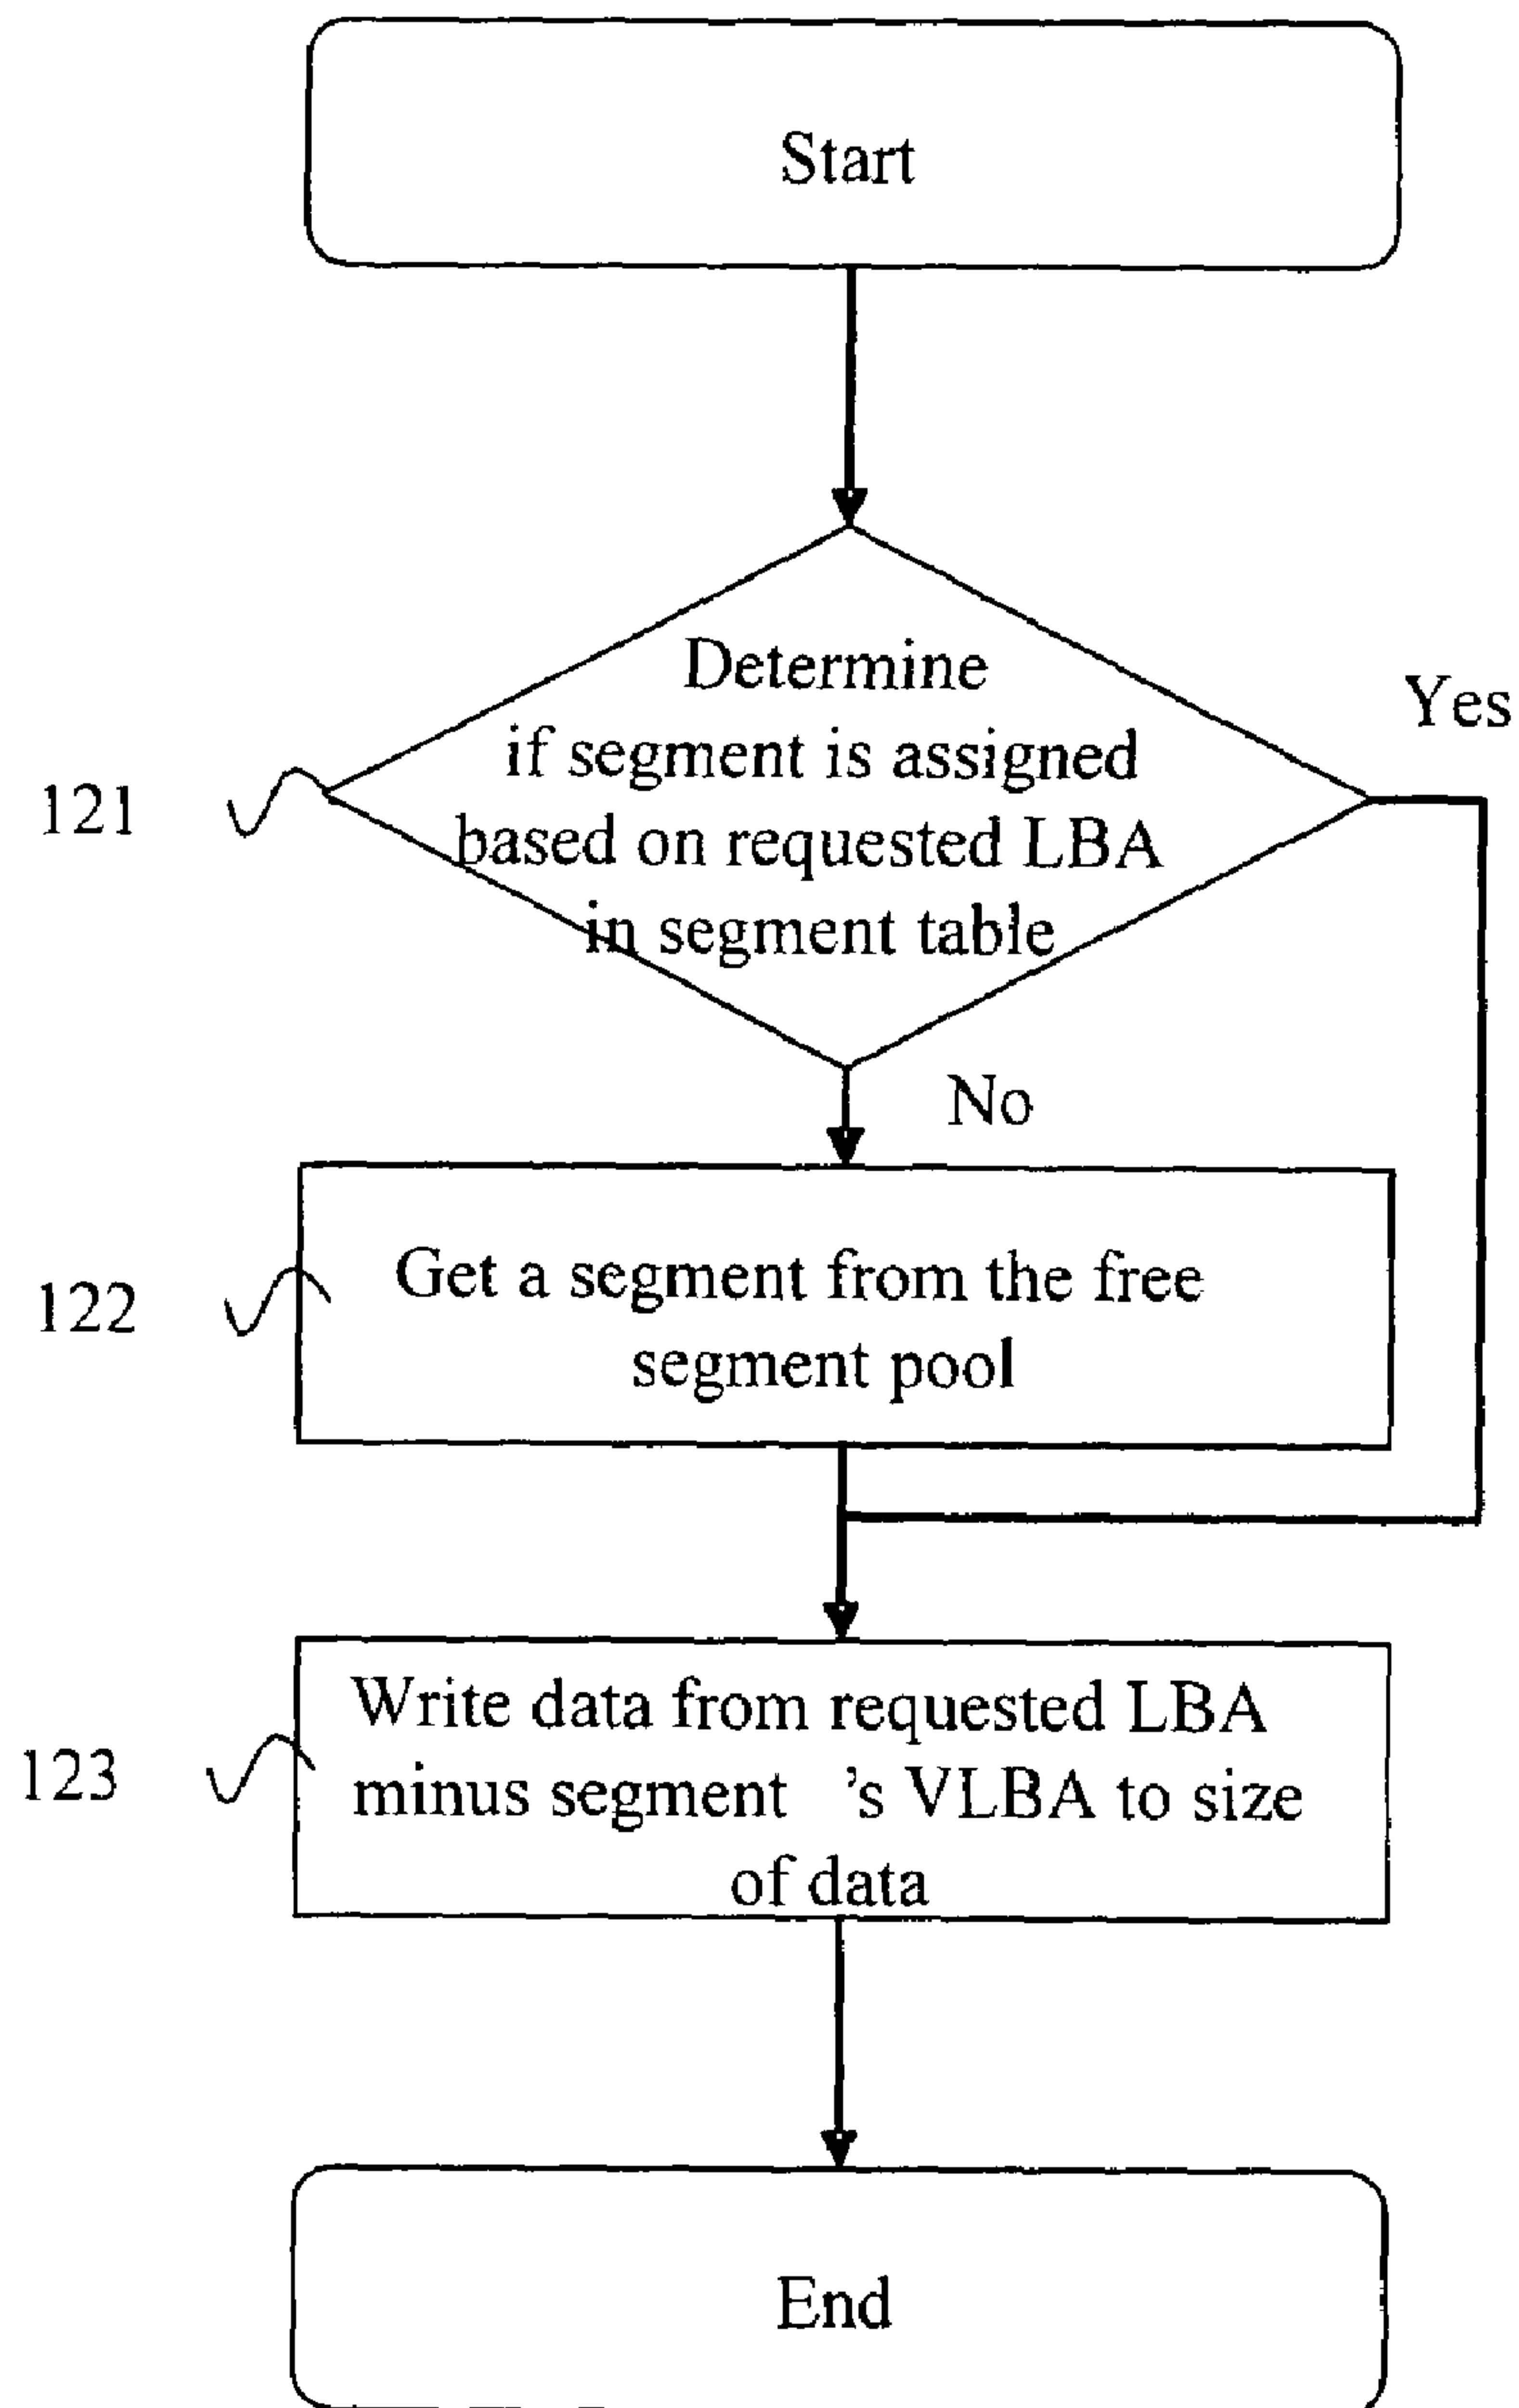 Start
Determine
if segment is assigned
based on requested LBA
in segment table
Yes
121
No
Get a segment from the free
segment pool
122
Write data from requested LBA
minus segment 's VLBA to size
of data
123
End